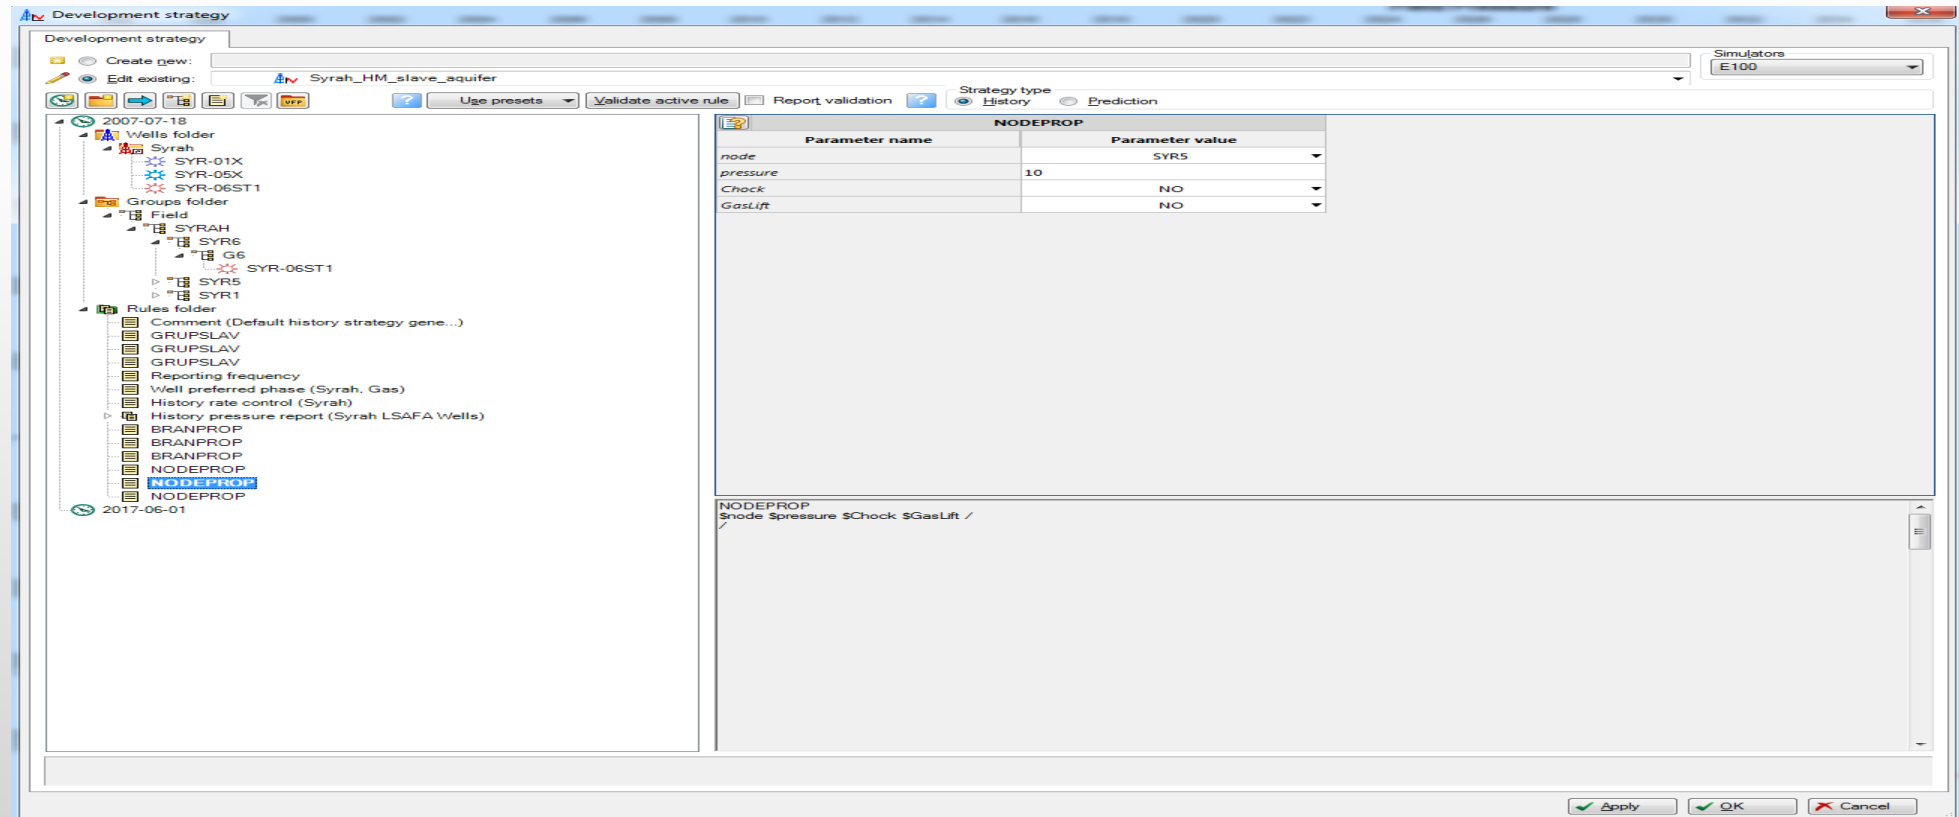 Development strategy
Development strategy
Create new:
Edit existing: Syrah_HM_slave_aquifer
Simulators
E100
VFP
? Use presets Validate active rule Report validation ?
Strategy type
History Prediction
2007-07-18
Wells folder
Syrah
SYR-01X
SYR-05X
SYR-06ST1
Groups folder
Field
SYRAH
SYR6
G6
SYR-06ST1
SYR5
SYR1
Rules folder
Comment (Default history strategy gene...)
GRUPSLAV
GRUPSLAV
GRUPSLAV
Reporting frequency
Well preferred phase (Syrah, Gas)
History rate control (Syrah)
History pressure report (Syrah LSAFA Wells)
BRANPROP
BRANPROP
BRANPROP
NODEPROP
NODEPROP
NODEPROP
2017-06-01
NODEPROP
Parameter name Parameter value
node SYR5
pressure 10
Chock NO
GasLift NO
NODEPROP
$node $pressure $Chock $GasLift /
/
Apply OK Cancel